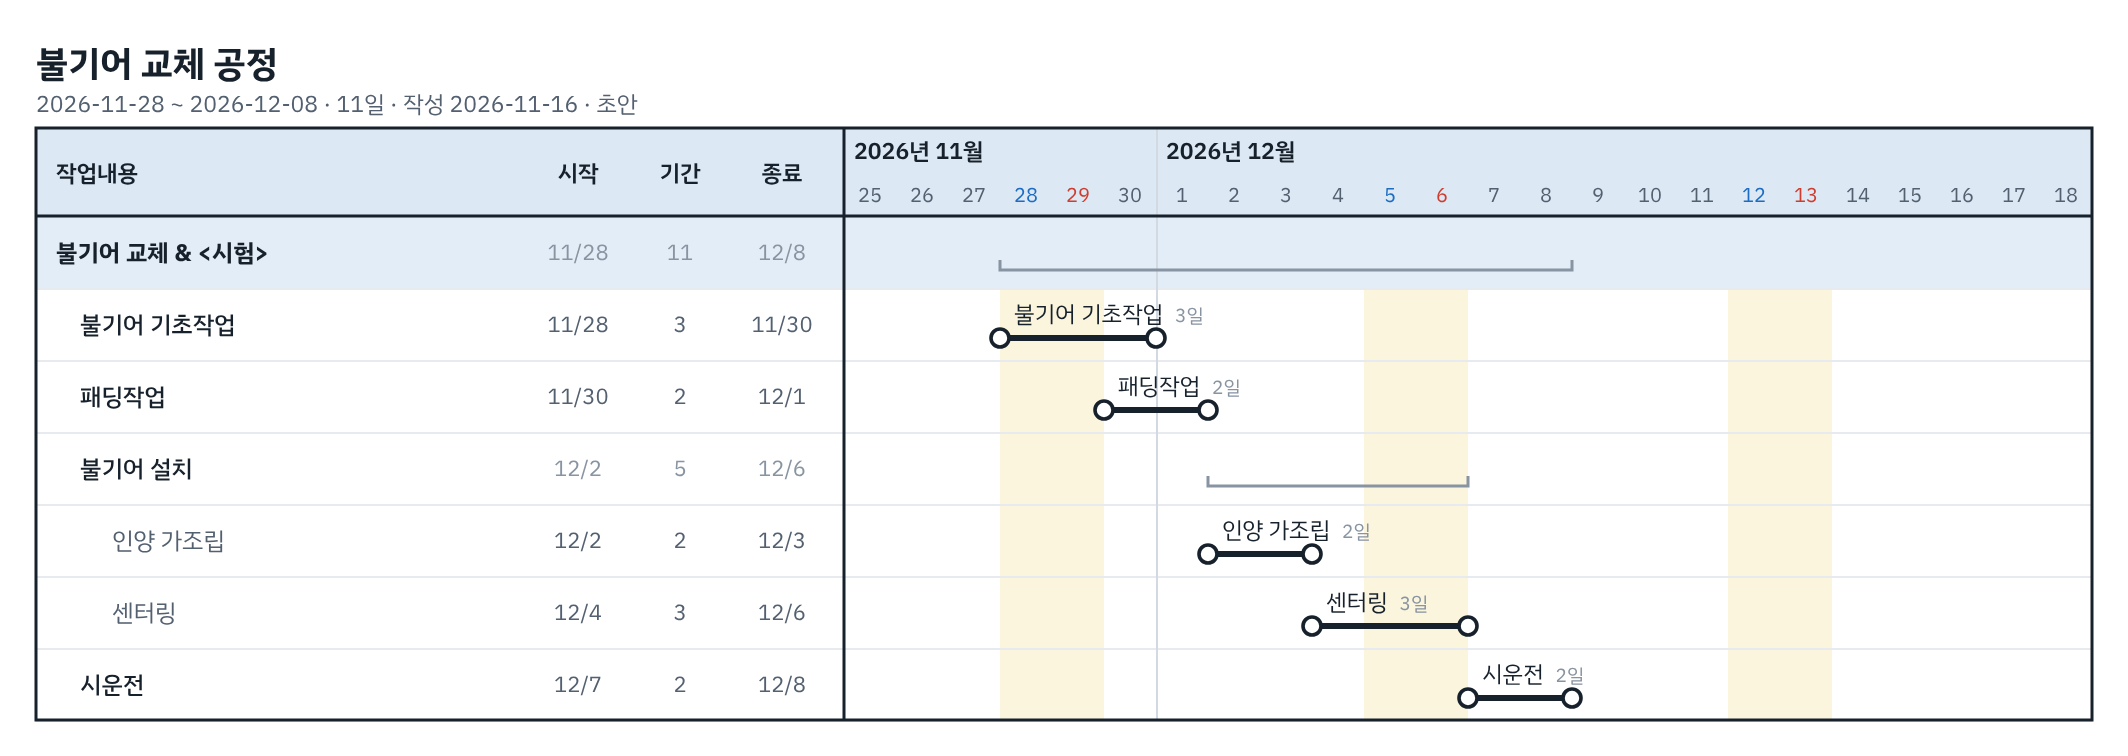 불기어 교체 공정
2026-11-28 ~ 2026-12-08 · 11일 · 작성 2026-11-16 · 초안
작업내용 시작 기간 종료 2026년 11월 2026년 12월
25 26 27 28 29 30 1 2 3 4 5 6 7 8 9 10 11 12 13 14 15 16 17 18
불기어 교체 & <시험> 11/28 11 12/8
불기어 기초작업 11/28 3 11/30 불기어 기초작업 3일
패딩작업 11/30 2 12/1 패딩작업 2일
불기어 설치 12/2 5 12/6
인양 가조립 12/2 2 12/3 인양 가조립 2일
센터링 12/4 3 12/6 센터링 3일
시운전 12/7 2 12/8 시운전 2일